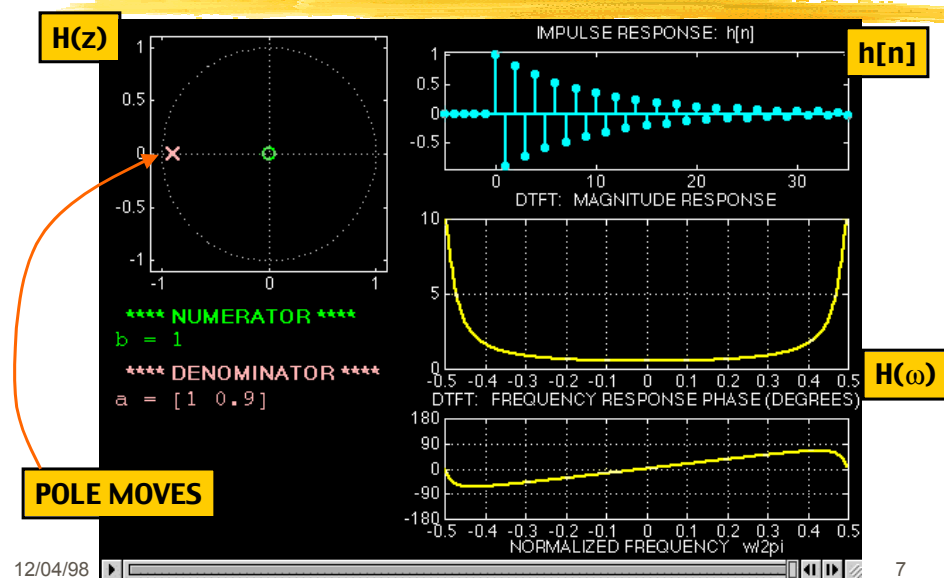 H(z)
1
0.5
0
-0.5
-1
-1 0 1
**** NUMERATOR ****
b = 1
**** DENOMINATOR ****
a = [1 0.9]
POLE MOVES
IMPULSE RESPONSE: h[n]
h[n]
1
0.5
0
-0.5
0 10 20 30
DTFT: MAGNITUDE RESPONSE
10
5
0
-0.5 -0.4 -0.3 -0.2 -0.1 0 0.1 0.2 0.3 0.4 0.5
H(ω)
DTFT: FREQUENCY RESPONSE PHASE (DEGREES)
180
90
0
-90
-180
-0.5 -0.4 -0.3 -0.2 -0.1 0 0.1 0.2 0.3 0.4 0.5
NORMALIZED FREQUENCY w/2pi
12/04/98
7